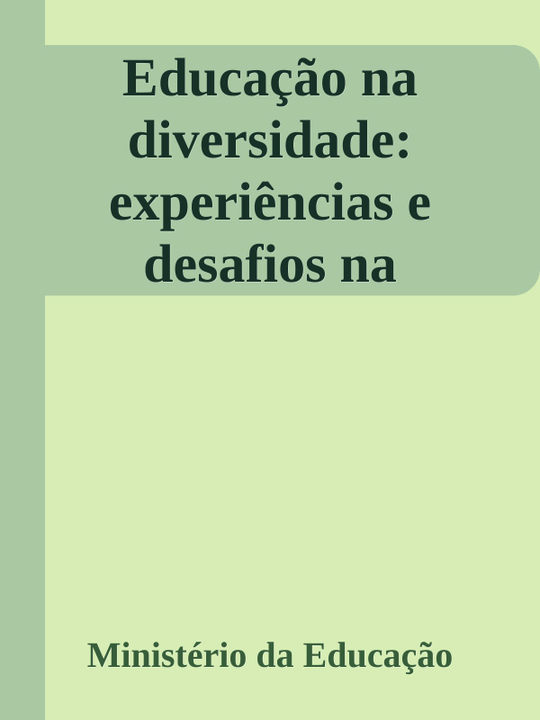 Educação na
diversidade:
experiências e
desafios na
Ministério da Educação